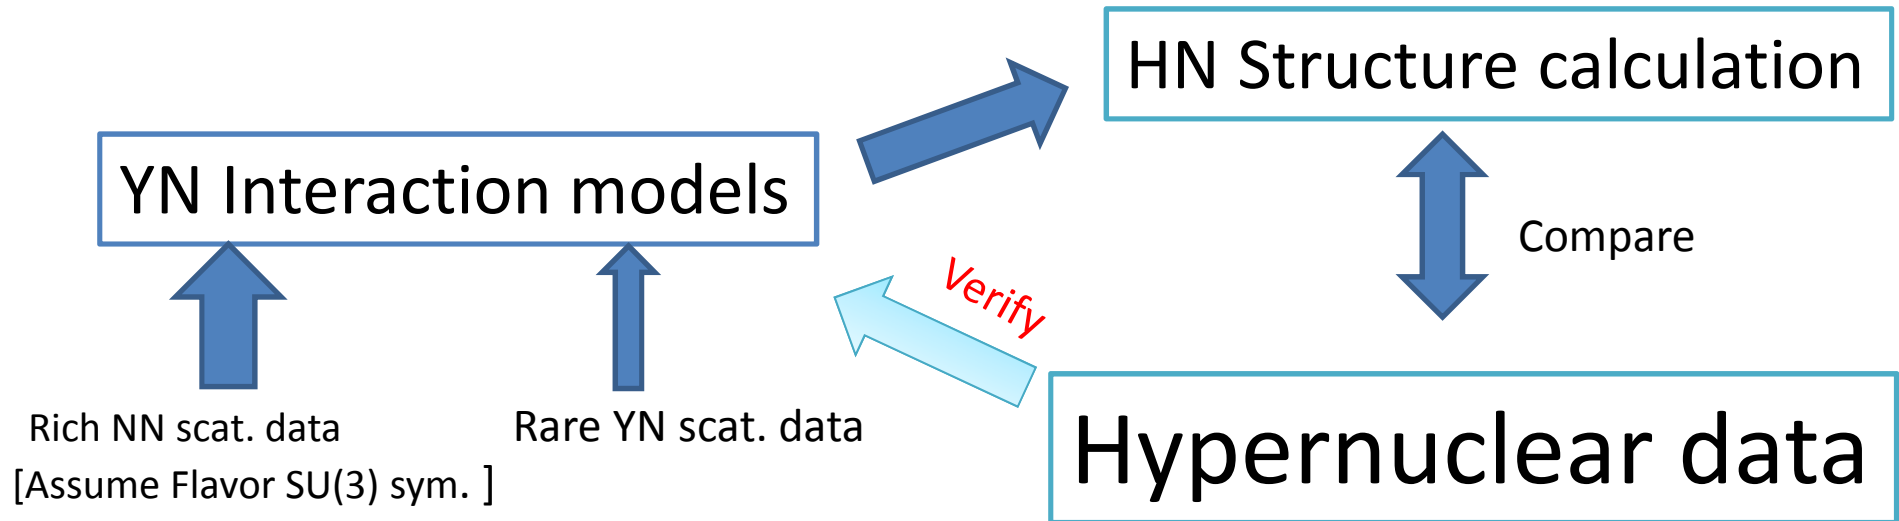 HN Structure calculation
YN Interaction models
Compare
Verify
Rich NN scat. data
[Assume Flavor SU(3) sym. ]
Rare YN scat. data
Hypernuclear data